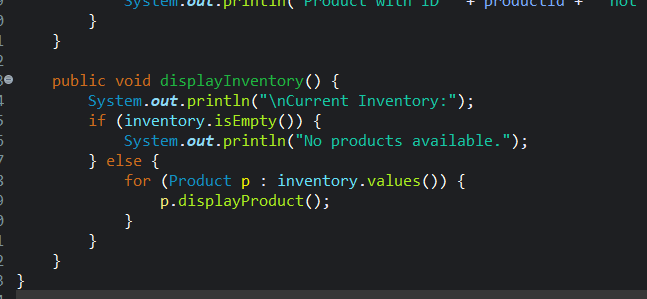 System.out.println("Product with ID " + productId + " not
}
}
public void displayInventory() {
System.out.println("\nCurrent Inventory:");
if (inventory.isEmpty()) {
System.out.println("No products available.");
} else {
for (Product p : inventory.values()) {
p.displayProduct();
}
}
}
}